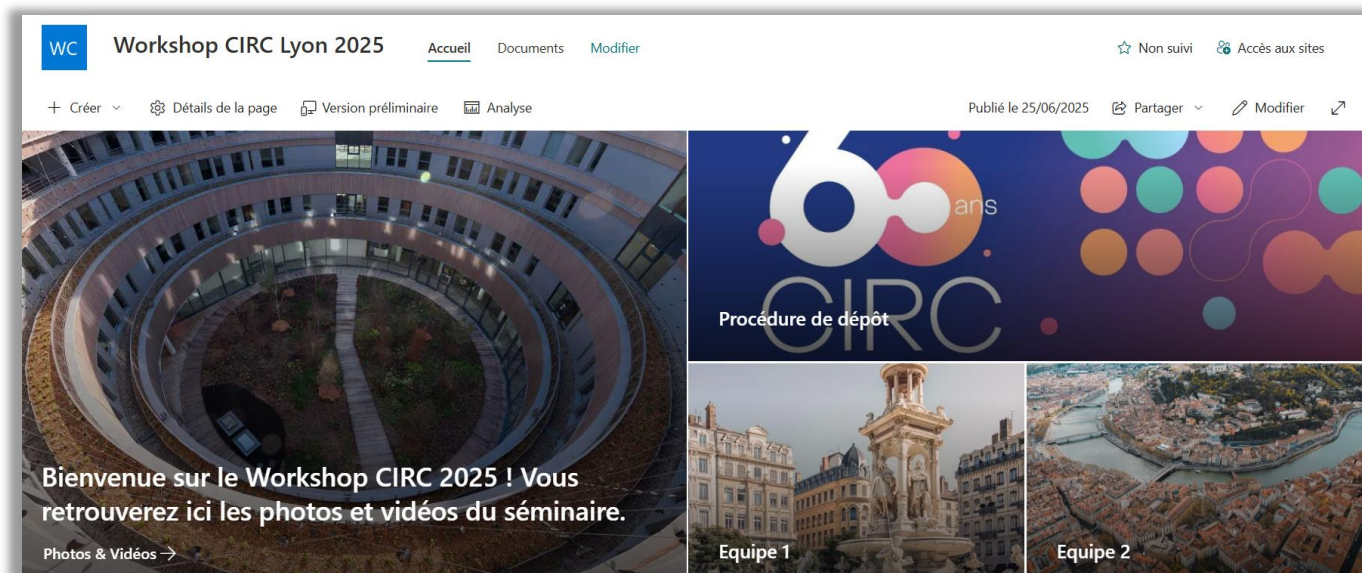 WC
Workshop CIRC Lyon 2025
Accueil
Documents
Modifier
Non suivi
Accès aux sites
Créer
Détails de la page
Version préliminaire
Analyse
Publié le 25/06/2025
Partager
Modifier
60
ans
CIRC
Procédure de dépôt
Bienvenue sur le Workshop CIRC 2025 ! Vous
retrouverez ici les photos et vidéos du séminaire.
Photos & Vidéos →
Equipe 1
Equipe 2